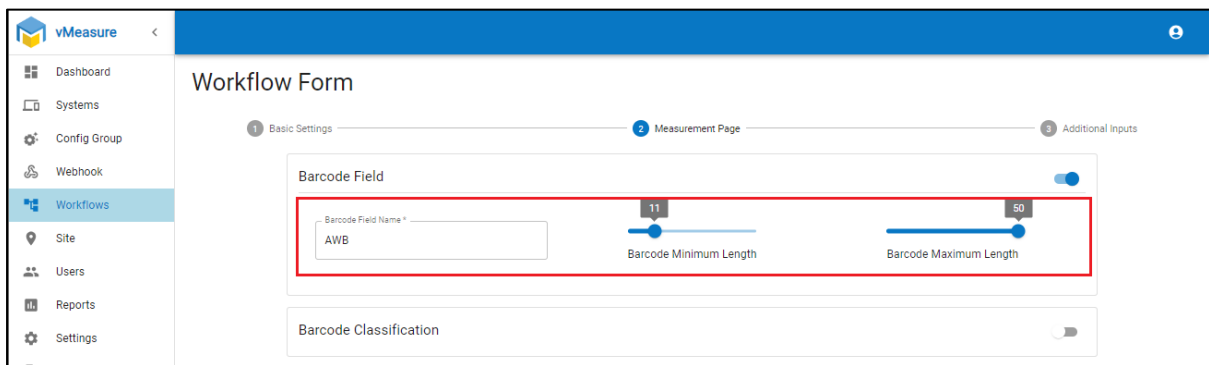 vMeasure <
Dashboard
Systems
Config Group
Webhook
Workflows
Site
Users
Reports
Settings
Workflow Form
1 Basic Settings
2 Measurement Page
3 Additional Inputs
Barcode Field
Barcode Field Name *
AWB
11
Barcode Minimum Length
50
Barcode Maximum Length
Barcode Classification